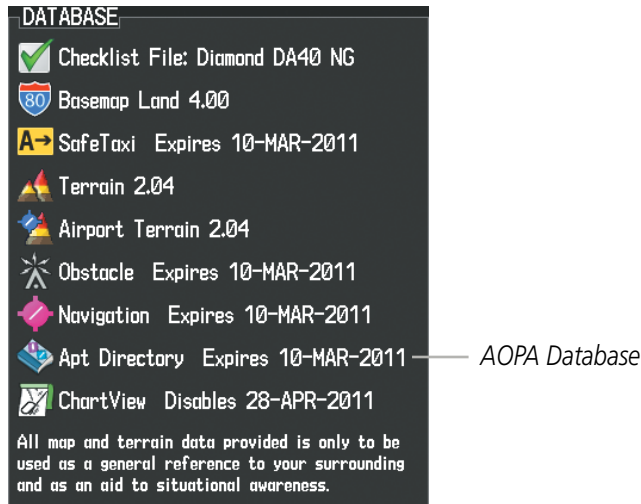 DATABASE
Checklist File: Diamond DA40 NG
80 Basemap Land 4.00
A→ SafeTaxi Expires 10-MAR-2011
Terrain 2.04
Airport Terrain 2.04
Obstacle Expires 10-MAR-2011
Navigation Expires 10-MAR-2011
Apt Directory Expires 10-MAR-2011 AOPA Database
ChartView Disables 28-APR-2011
All map and terrain data provided is only to be
used as a general reference to your surrounding
and as an aid to situational awareness.